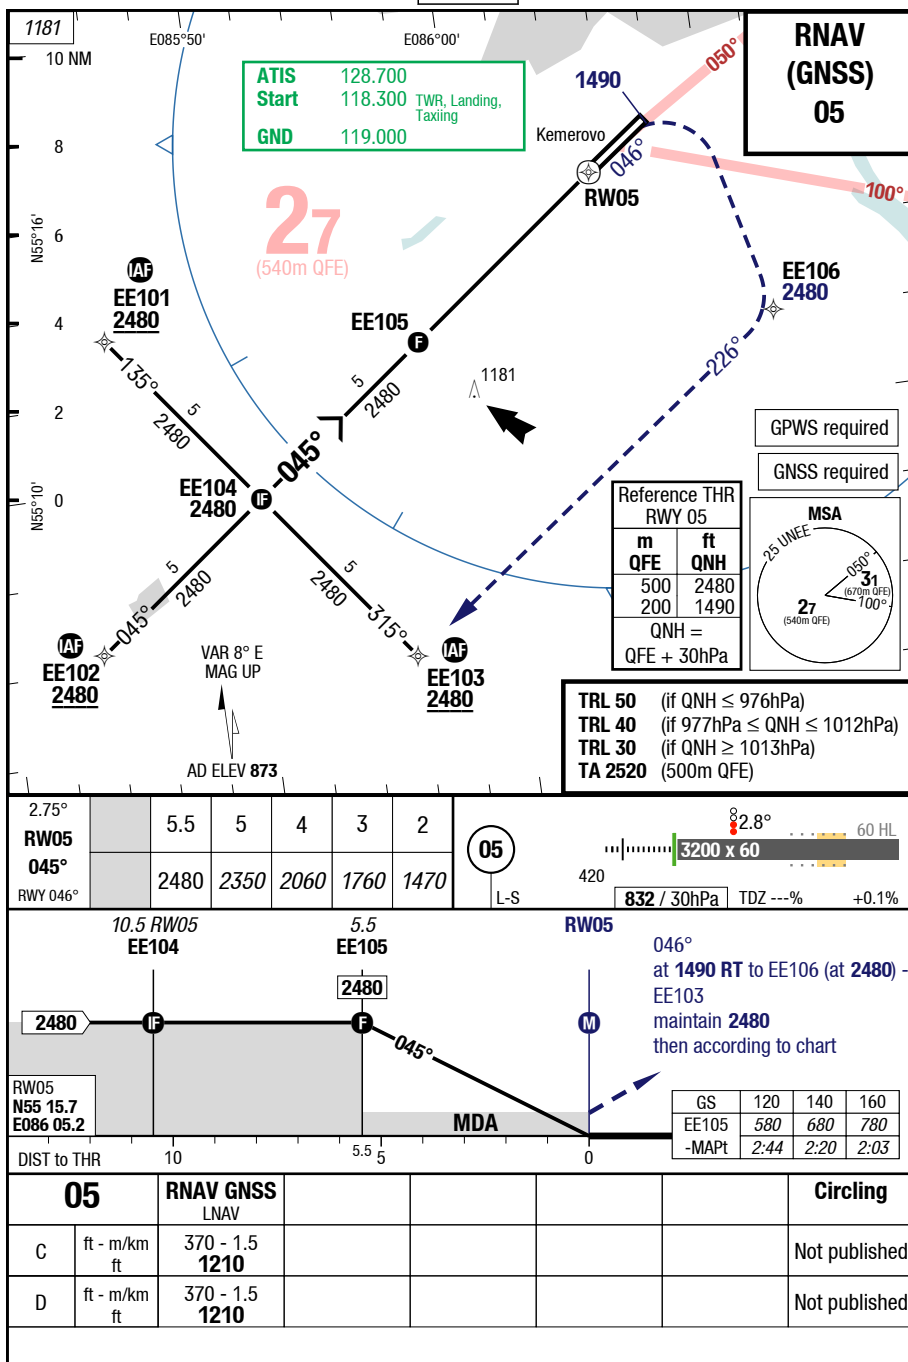 1181
E085°50'
E086°00'
10 NM
8
6
4
2
0
N55°16'
N55°10'
RNAV
(GNSS)
05
ATIS 128.700
Start 118.300 TWR, Landing,
Taxiing
GND 119.000
1490
050°
Kemerovo
046°
RW05
100°
27
(540m QFE)
IAF
EE101
2480
EE106
2480
EE105
F
135°
5
2480
5
2480
1181
226°
045°
EE104
2480
IF
GPWS required
GNSS required
Reference THR
RWY 05
m ft
QFE QNH
500 2480
200 1490
QNH =
QFE + 30hPa
MSA
25 UNEE
050°
31
(670m QFE)
100°
27
(540m QFE)
5
2480
045°
2480
315°
IAF
EE102
2480
IAF
EE103
2480
VAR 8° E
MAG UP
AD ELEV 873
TRL 50 (if QNH ≤ 976hPa)
TRL 40 (if 977hPa ≤ QNH ≤ 1012hPa)
TRL 30 (if QNH ≥ 1013hPa)
TA 2520 (500m QFE)
2.75°
RW05
045°
RWY 046°
5.5 5 4 3 2
2480 2350 2060 1760 1470
05
L-S
2.8°
60 HL
3200 x 60
420
832 / 30hPa TDZ ---% +0.1%
10.5 RW05
EE104
5.5
EE105
RW05
2480
2480
IF
F
M
045°
MDA
046°
at 1490 RT to EE106 (at 2480) -
EE103
maintain 2480
then according to chart
RW05
N55 15.7
E086 05.2
DIST to THR 10 5.5 5 0
GS 120 140 160
EE105 580 680 780
-MAPt 2:44 2:20 2:03
05 RNAV GNSS Circling
LNAV
C ft - m/km 370 - 1.5 Not published
ft 1210
D ft - m/km 370 - 1.5 Not published
ft 1210